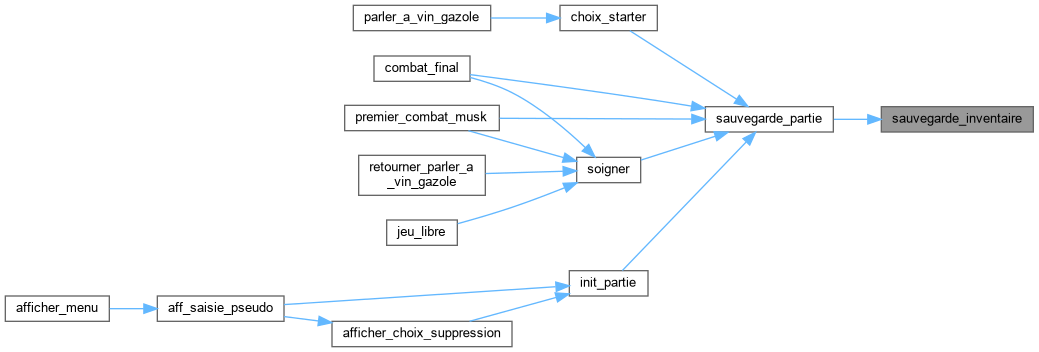 parler_a_vin_gazole
choix_starter
combat_final
premier_combat_musk
sauvegarde_partie
sauvegarde_inventaire
retourner_parler_a
_vin_gazole
soigner
jeu_libre
init_partie
afficher_menu
aff_saisie_pseudo
afficher_choix_suppression